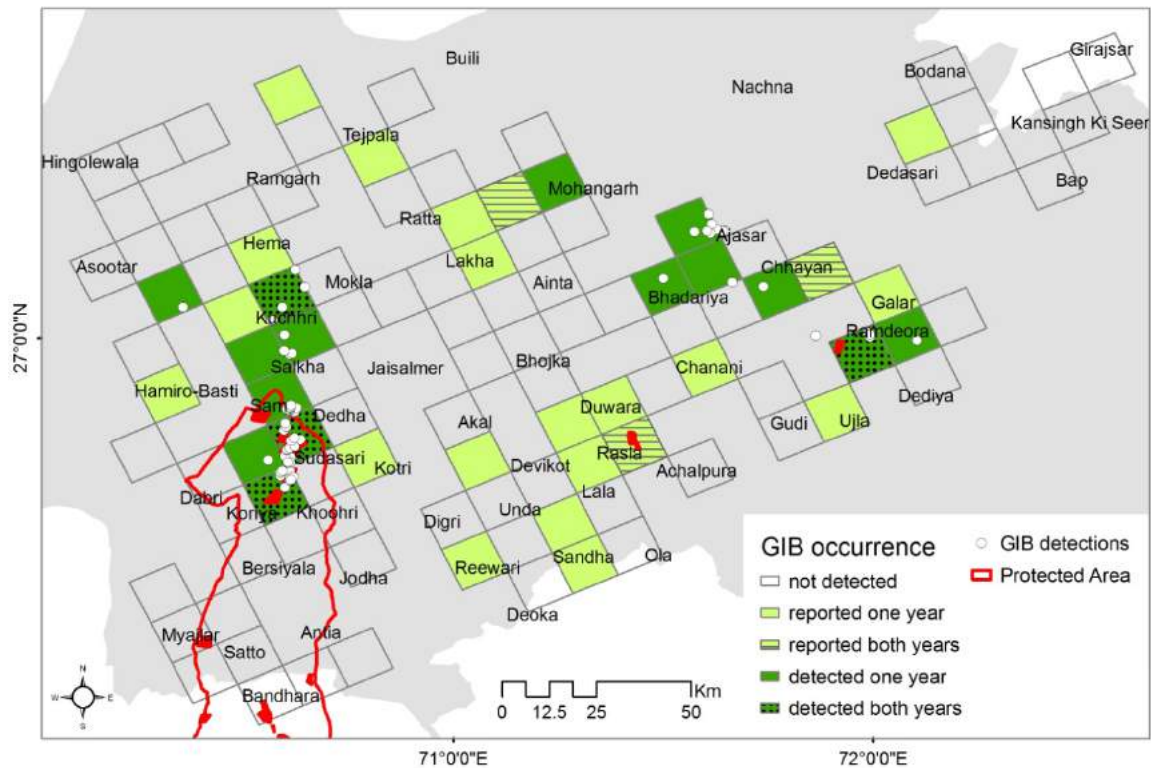 Builli
Girajsar
Bodana
Nachna
Kansingh Ki Seer
Tejpala
Hingolewala
Dedasari
Bap
Ramgarh
Mohangarh
Ratta
Ajasar
Hema
Asootar
Lakha
Mokla
Ainta
Chhayan
Bhadariya
Galar
Kuchhri
Ramdeora
27°0'0"N
Salkha
Jaisalmer
Bhojka
Chanani
Hamiro-Basti
Dediya
Sam
Dedha
Akal
Duwara
Gudi
Ujla
Sudasari
Kotri
Devikot
Rasla
Achalpura
Dabri
Koriya
Khoohri
Unda
Lala
Digri
Bersiyala
Jodha
Reewari
Sandha
Ola
Deoka
Myajlar
Satto
Antia
Bandhara
N
W
E
S
Km
0 12.5 25 50
GIB occurrence
not detected
reported one year
reported both years
detected one year
detected both years
GIB detections
Protected Area
71°0'0"E
72°0'0"E